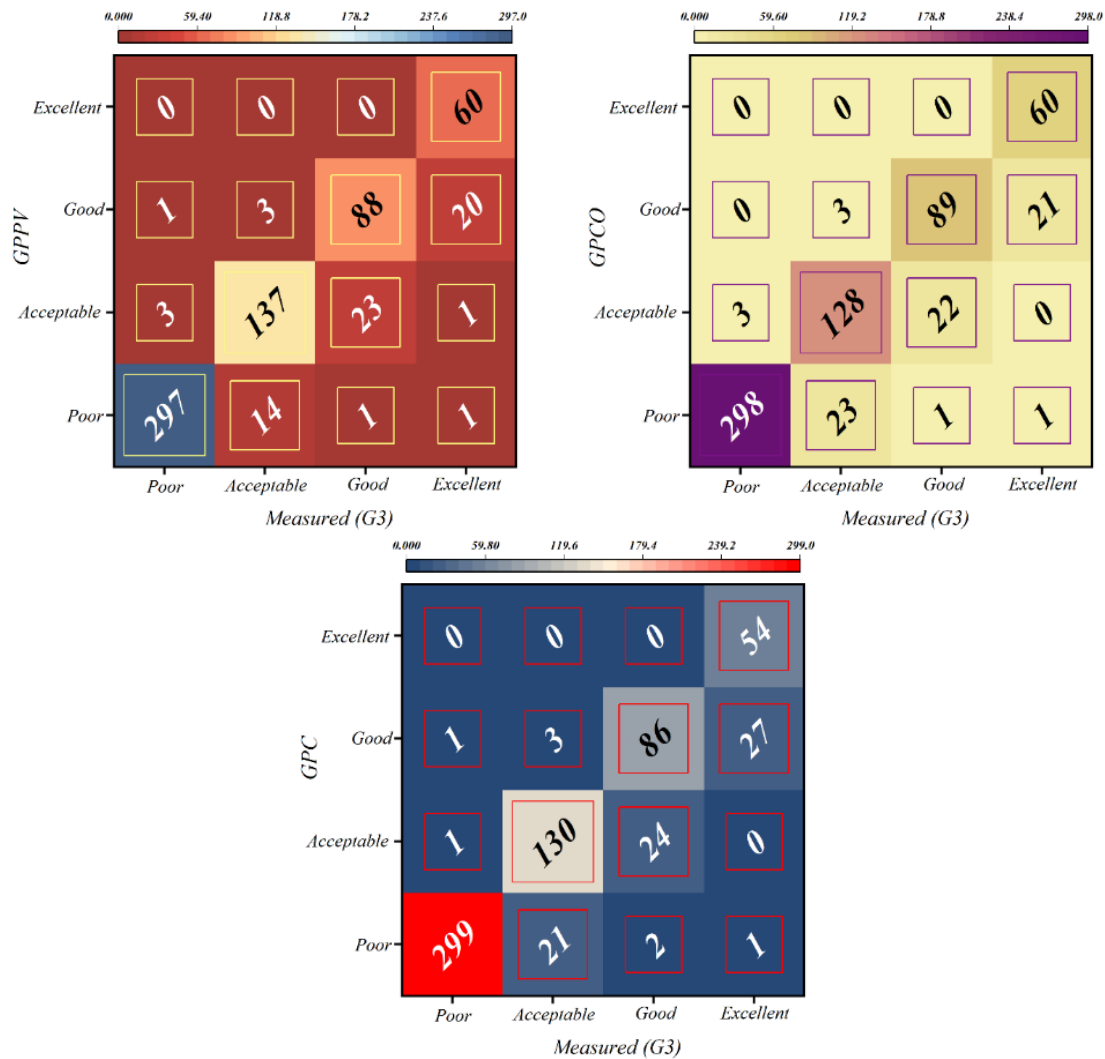 0.000 59.40 118.8 178.2 237.6 297.0
Excellent 0 0 0 60
Good 1 3 88 20
Acceptable 3 137 23 1
Poor 297 14 1 1
GPPV
Poor Acceptable Good Excellent
Measured (G3)
0.000 59.60 119.2 178.8 238.4 298.0
Excellent 0 0 0 60
Good 0 3 89 21
Acceptable 3 128 22 0
Poor 298 23 1 1
GPCO
Poor Acceptable Good Excellent
Measured (G3)
0.000 59.80 119.6 179.4 239.2 299.0
Excellent 0 0 0 54
Good 1 3 86 27
Acceptable 1 130 24 0
Poor 299 21 2 1
GPC
Poor Acceptable Good Excellent
Measured (G3)